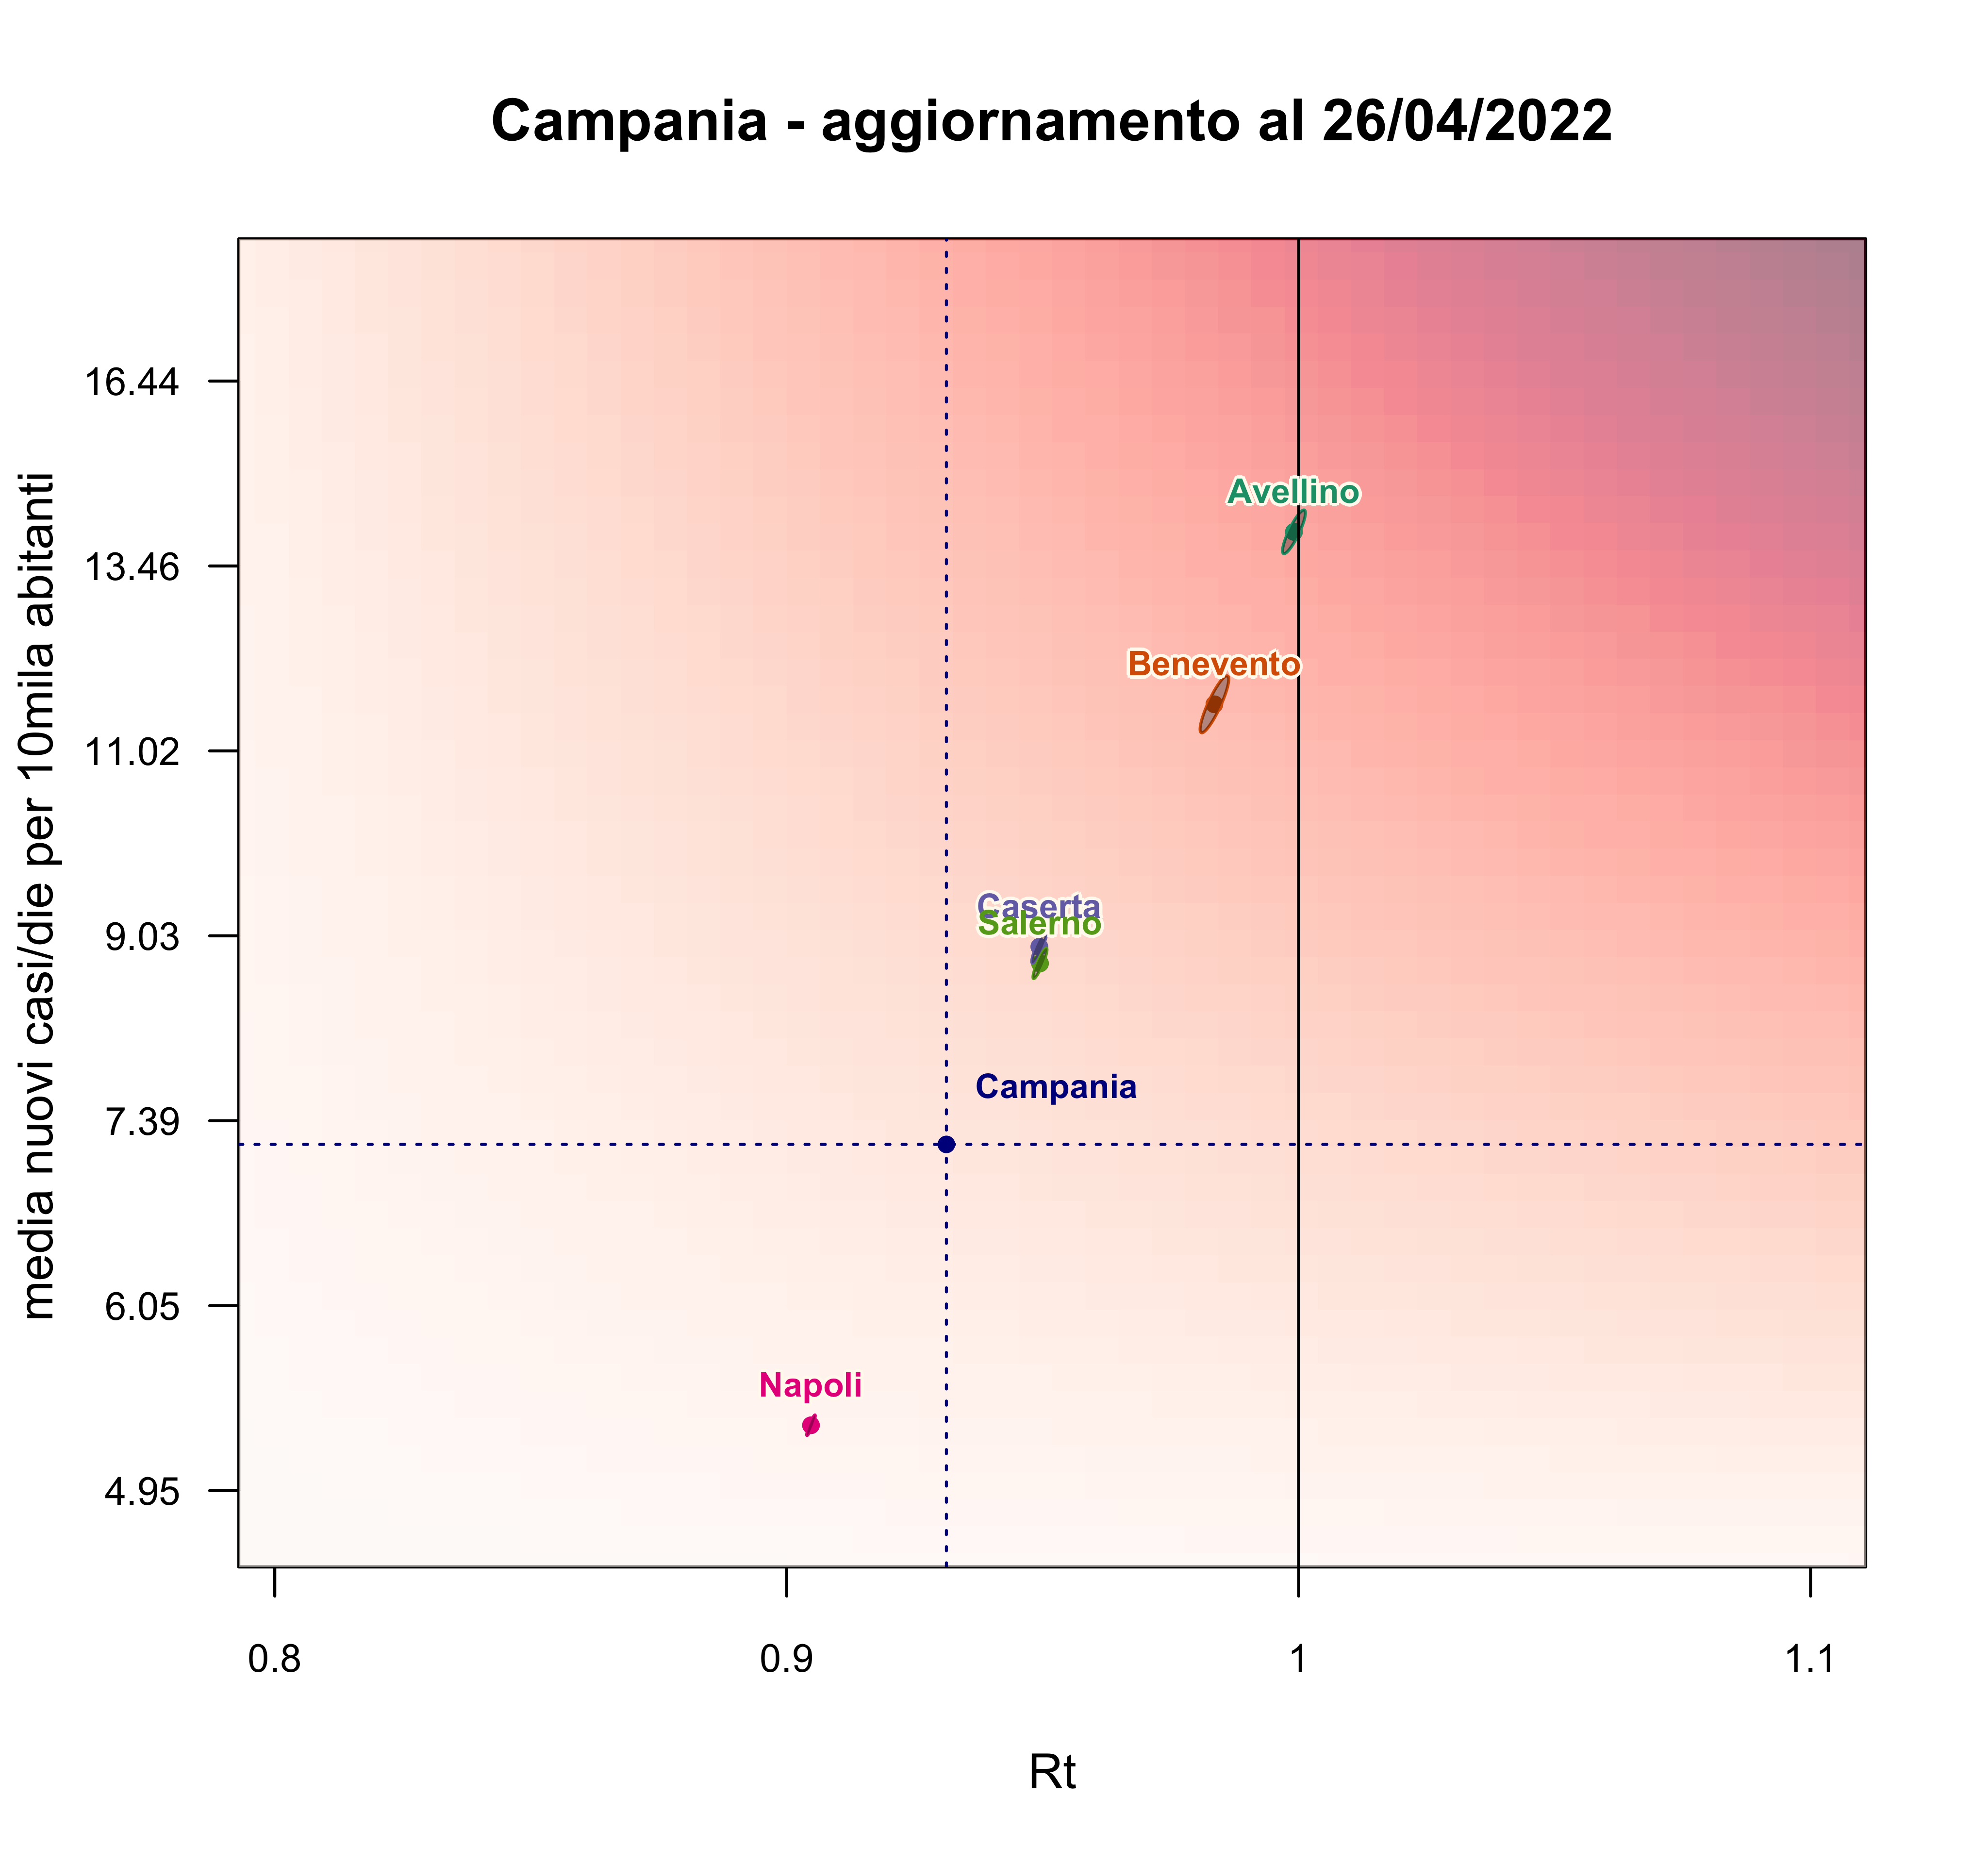 Campania - aggiornamento al 26/04/2022
media nuovi casi/die per 10mila abitanti
16.44
13.46
11.02
9.03
7.39
6.05
4.95
Avellino
Benevento
Caserta
Salerno
Campania
Napoli
0.8
0.9
1
1.1
Rt